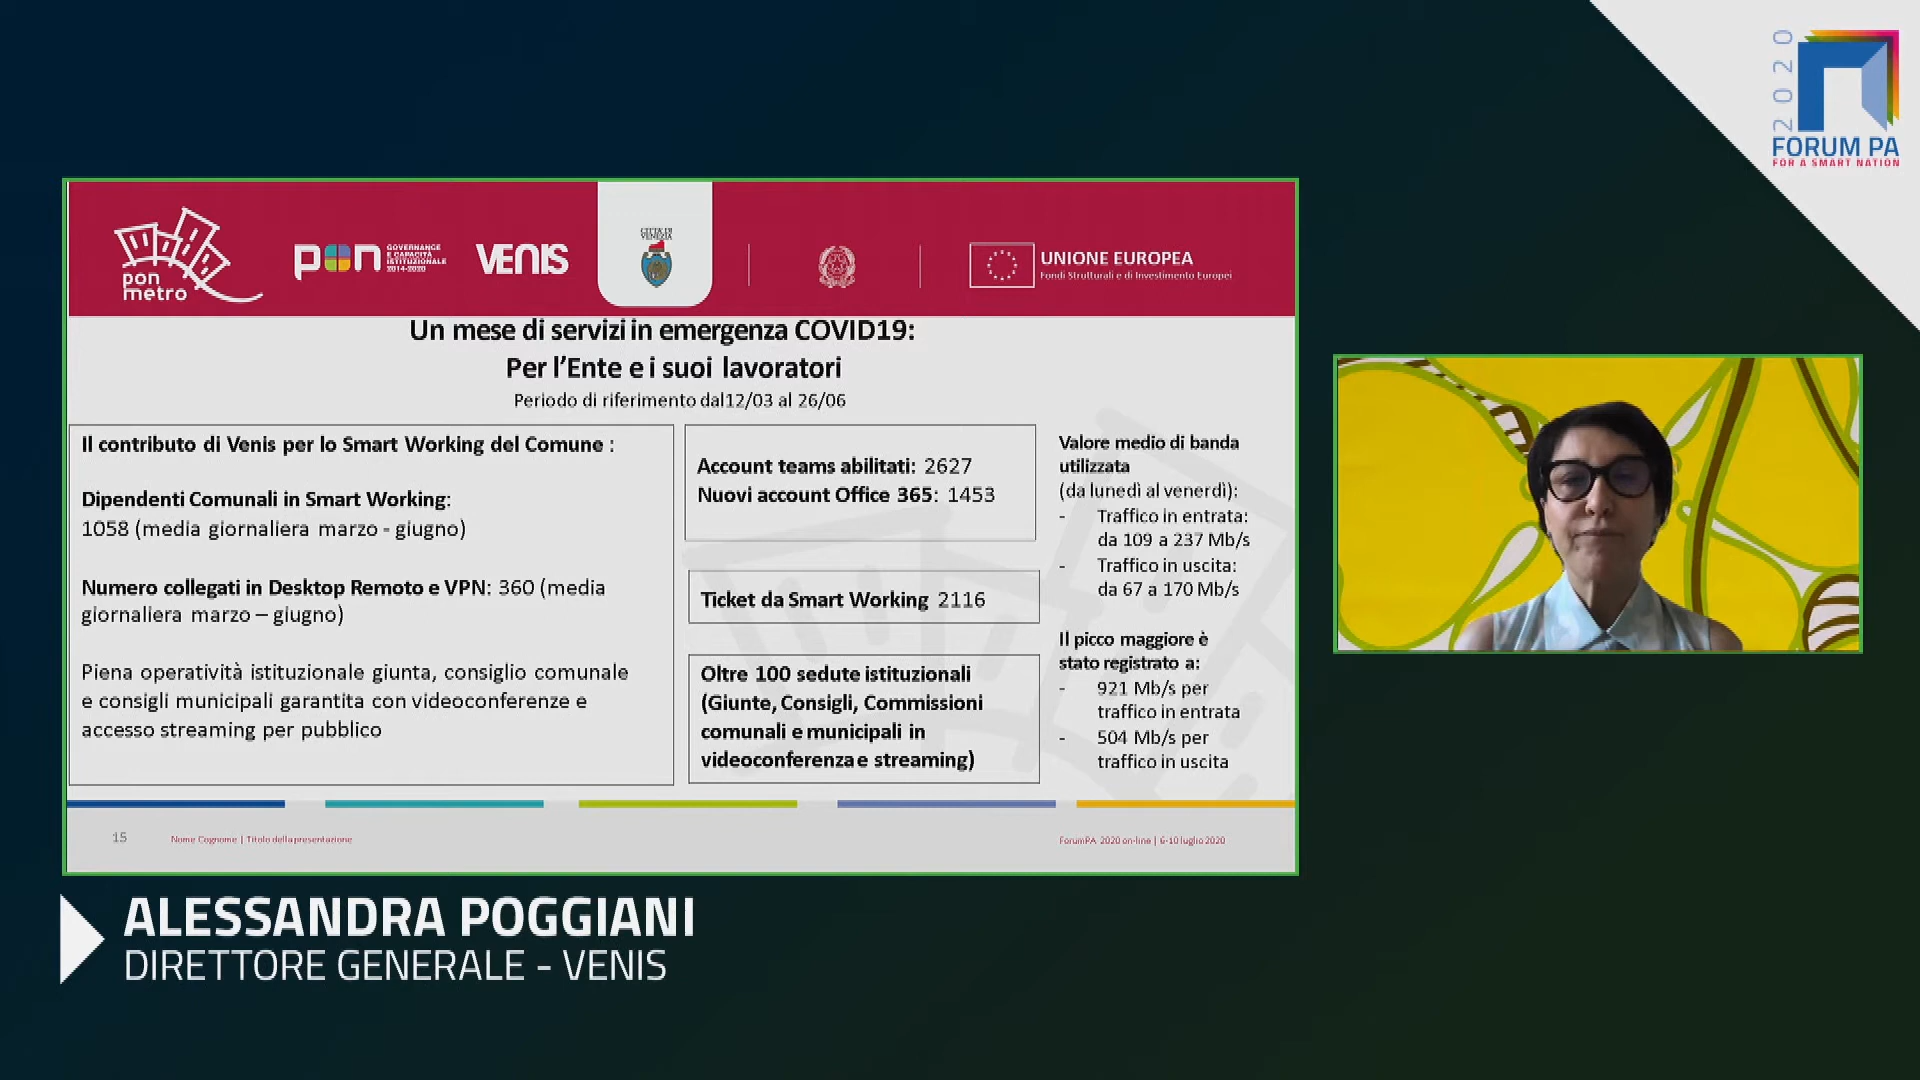 2020
FORUM PA
FOR A SMART NATION
pon
metro
pon
GOVERNANCE
E CAPACITÀ
ISTITUZIONALE
2014-2020
VENIS
CITTÀ DI
VENEZIA
UNIONE EUROPEA
Fondi Strutturali e di Investimento Europei
Un mese di servizi in emergenza COVID19:
Per l'Ente e i suoi lavoratori
Periodo di riferimento dal12/03 al 26/06
Il contributo di Venis per lo Smart Working del Comune :
Dipendenti Comunali in Smart Working:
1058 (media giornaliera marzo - giugno)
Numero collegati in Desktop Remoto e VPN: 360 (media
giornaliera marzo – giugno)
Piena operatività istituzionale giunta, consiglio comunale
e consigli municipali garantita con videoconferenze e
accesso streaming per pubblico
Account teams abilitati: 2627
Nuovi account Office 365: 1453
Ticket da Smart Working 2116
Oltre 100 sedute istituzionali
(Giunte, Consigli, Commissioni
comunali e municipali in
videoconferenza e streaming)
Valore medio di banda
utilizzata
(da lunedì al venerdì):
- Traffico in entrata:
da 109 a 237 Mb/s
- Traffico in uscita:
da 67 a 170 Mb/s
Il picco maggiore è
stato registrato a:
- 921 Mb/s per
traffico in entrata
- 504 Mb/s per
traffico in uscita
15
Nome Cognome | Titolo della presentazione
ForumPA 2020 on-line | 6-10 luglio 2020
ALESSANDRA POGGIANI
DIRETTORE GENERALE - VENIS